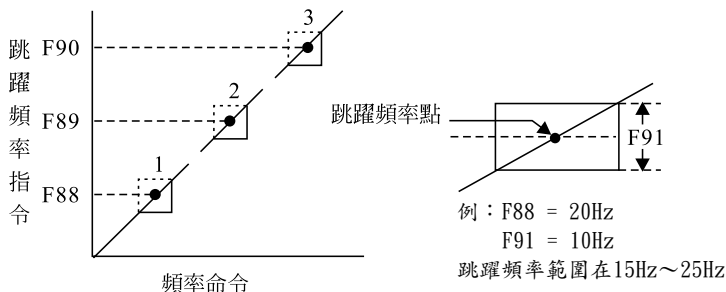 跳躍頻率指令
F90
F89
F88
3
2
1
頻率命令
跳躍頻率點
F91
例：F88 = 20Hz
F91 = 10Hz
跳躍頻率範圍在15Hz～25Hz